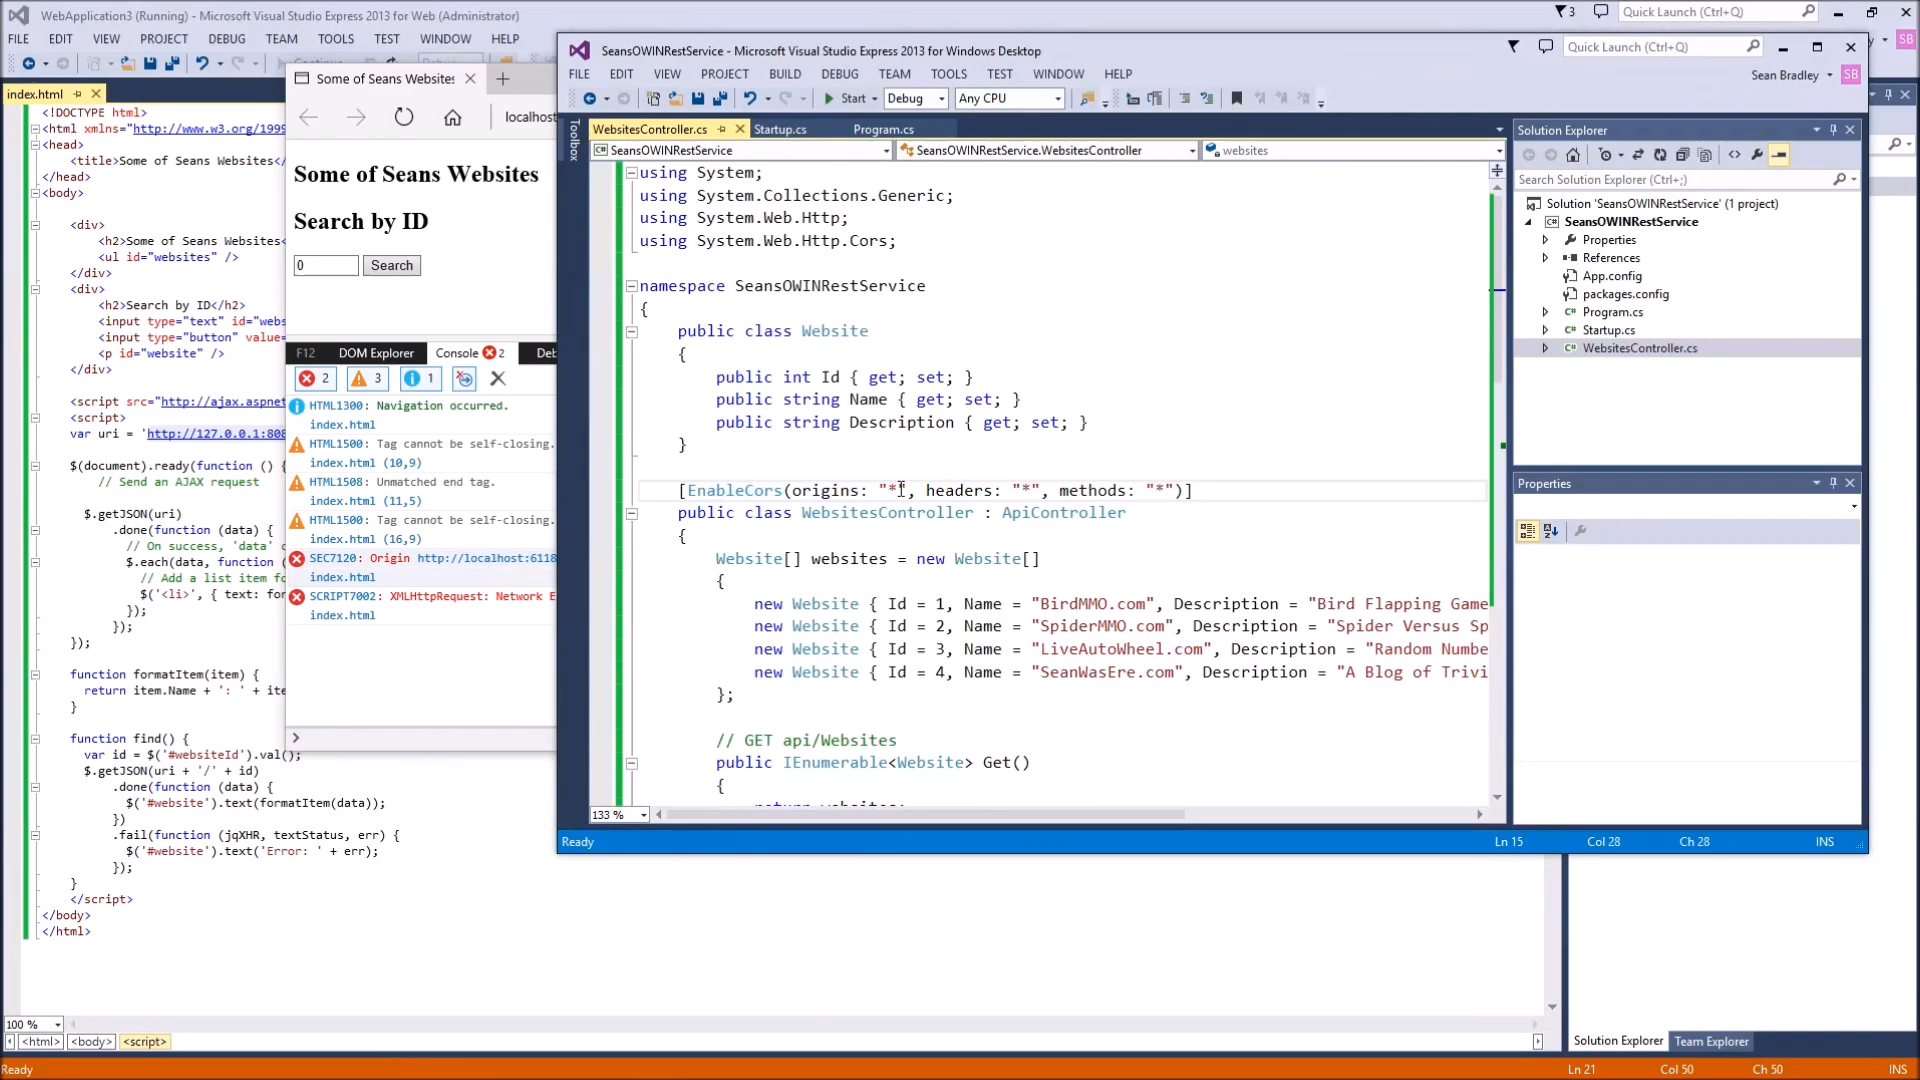 WebApplication3 (Running) - Microsoft Visual Studio Express 2013 for Web (Administrator)
3
Quick Launch (Ctrl+Q)
FILE EDIT VIEW PROJECT DEBUG TEAM TOOLS TEST WINDOW HELP
SB
index.html
<!DOCTYPE html>
<html xmlns="http://www.w3.org/1999
<head>
<title>Some of Seans Websites</
</head>
<body>
<div>
<h2>Some of Seans Websites<
<ul id="websites" />
</div>
<div>
<h2>Search by ID</h2>
<input type="text" id="webs
<input type="button" value=
<p id="website" />
</div>
<script src="http://ajax.aspnet
<script>
var uri = 'http://127.0.0.1:808
$(document).ready(function () {
// Send an AJAX request
$.getJSON(uri)
.done(function (data) {
// On success, 'data' c
$.each(data, function (
// Add a list item fo
$('<li>', { text: for
});
});
});
function formatItem(item) {
return item.Name + ': ' + ite
}
function find() {
var id = $('#websiteId').val();
$.getJSON(uri + '/' + id)
.done(function (data) {
$('#website').text(formatItem(data));
})
.fail(function (jqXHR, textStatus, err) {
$('#website').text('Error: ' + err);
});
}
</script>
</body>
</html>
100 %
<html> <body> <script>
Ready
Ln 21 Col 50 Ch 50 INS
Solution Explorer Team Explorer
Some of Seans Websites
localhost
Some of Seans Websites
Search by ID
0 Search
F12 DOM Explorer Console 2 Deb
2 3 1
HTML1300: Navigation occurred.
index.html
HTML1500: Tag cannot be self-closing.
index.html (10,9)
HTML1508: Unmatched end tag.
index.html (11,5)
HTML1500: Tag cannot be self-closing.
index.html (16,9)
SEC7120: Origin http://localhost:6118
index.html
SCRIPT7002: XMLHttpRequest: Network E
index.html
>
SeansOWINRestService - Microsoft Visual Studio Express 2013 for Windows Desktop
Quick Launch (Ctrl+Q)
FILE EDIT VIEW PROJECT BUILD DEBUG TEAM TOOLS TEST WINDOW HELP
Sean Bradley SB
Start Debug Any CPU
Toolbox
WebsitesController.cs Startup.cs Program.cs
SeansOWINRestService SeansOWINRestService.WebsitesController websites
using System;
using System.Collections.Generic;
using System.Web.Http;
using System.Web.Http.Cors;
namespace SeansOWINRestService
{
public class Website
{
public int Id { get; set; }
public string Name { get; set; }
public string Description { get; set; }
}
[EnableCors(origins: "*", headers: "*", methods: "*")]
public class WebsitesController : ApiController
{
Website[] websites = new Website[]
{
new Website { Id = 1, Name = "BirdMMO.com", Description = "Bird Flapping Game
new Website { Id = 2, Name = "SpiderMMO.com", Description = "Spider Versus Sp
new Website { Id = 3, Name = "LiveAutoWheel.com", Description = "Random Numbe
new Website { Id = 4, Name = "SeanWasEre.com", Description = "A Blog of Trivi
};
// GET api/Websites
public IEnumerable<Website> Get()
{
return websites;
133 %
Ready
Ln 15 Col 28 Ch 28 INS
Solution Explorer
Search Solution Explorer (Ctrl+;)
Solution 'SeansOWINRestService' (1 project)
SeansOWINRestService
Properties
References
App.config
packages.config
Program.cs
Startup.cs
WebsitesController.cs
Properties